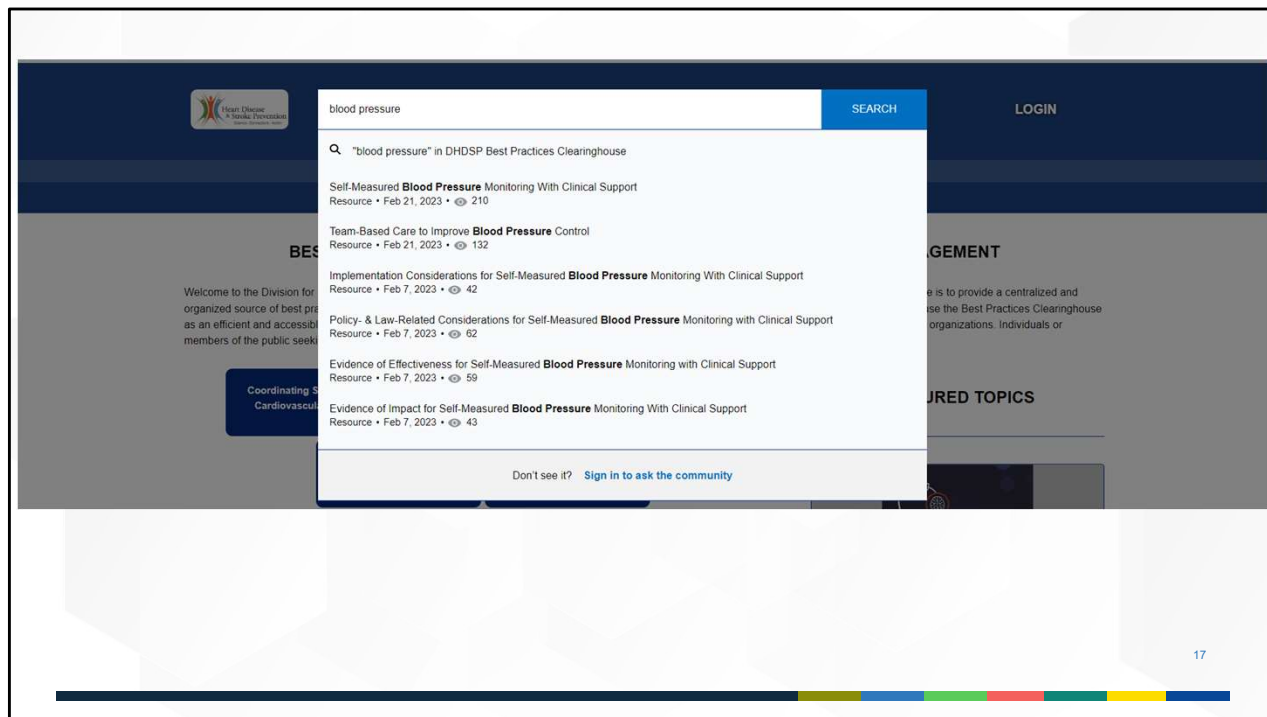 Heart Disease
& Stroke Prevention
blood pressure
SEARCH
LOGIN
"blood pressure" in DHDSP Best Practices Clearinghouse
Self-Measured Blood Pressure Monitoring With Clinical Support
Resource • Feb 21, 2023 • 210
Team-Based Care to Improve Blood Pressure Control
Resource • Feb 21, 2023 • 132
Implementation Considerations for Self-Measured Blood Pressure Monitoring With Clinical Support
Resource • Feb 7, 2023 • 42
Policy- & Law-Related Considerations for Self-Measured Blood Pressure Monitoring with Clinical Support
Resource • Feb 7, 2023 • 62
Evidence of Effectiveness for Self-Measured Blood Pressure Monitoring with Clinical Support
Resource • Feb 7, 2023 • 59
Evidence of Impact for Self-Measured Blood Pressure Monitoring With Clinical Support
Resource • Feb 7, 2023 • 43
Don't see it? Sign in to ask the community
BES
Welcome to the Division for
organized source of best pra
as an efficient and accessibl
members of the public seeki
Coordinating S
Cardiovascul
GEMENT
e is to provide a centralized and
use the Best Practices Clearinghouse
organizations. Individuals or
URED TOPICS
17